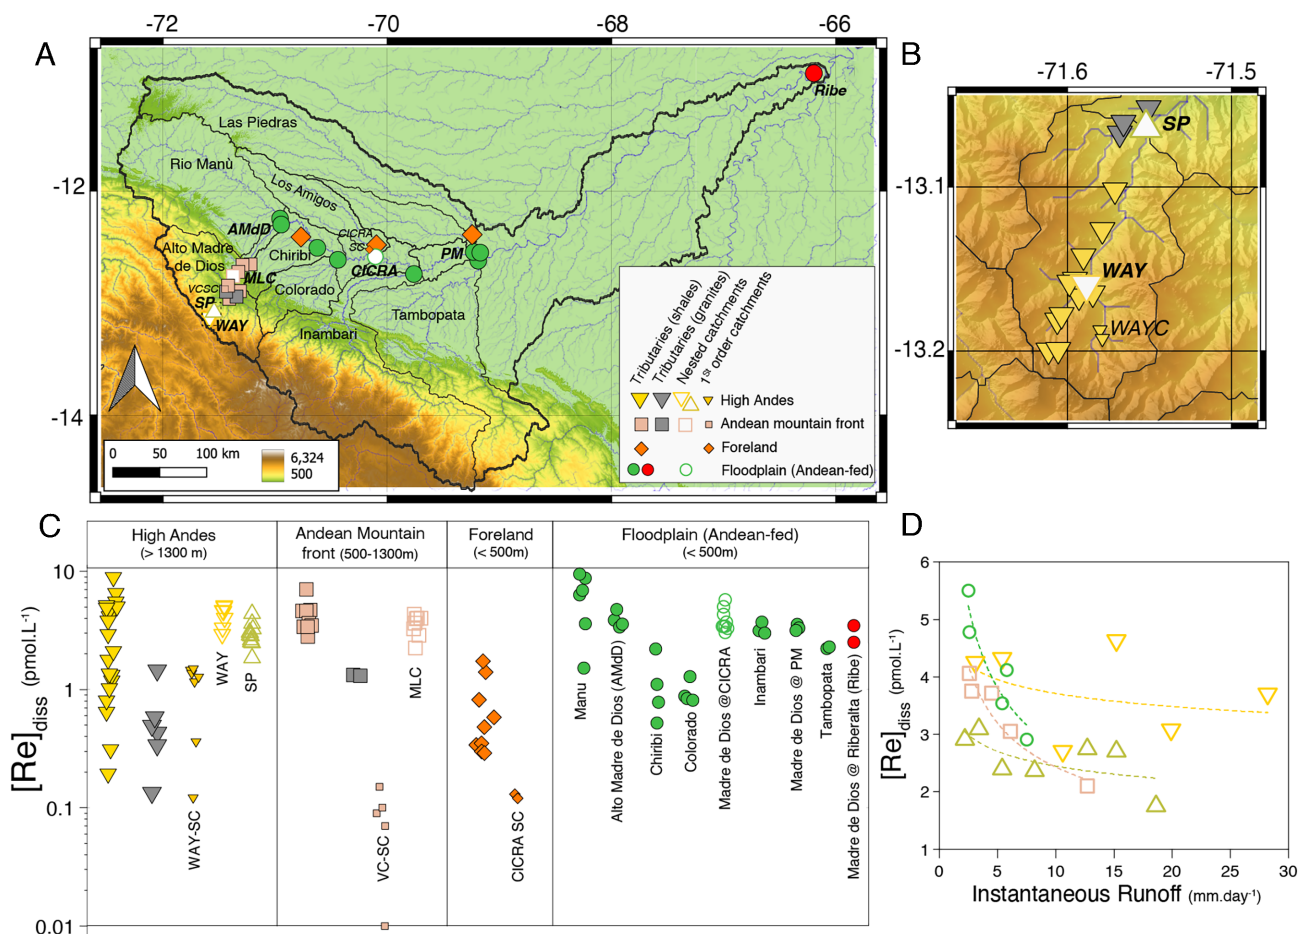 A
-72
-70
-68
-66
-12
-14
Las Piedras
Rio Manù
Los Amigos
AMdD
Chiribi
CICRA
SC
CICRA
PM
Ribe
Alto Madre
de Dios
MLC
VCSC
SP
WAY
Colorado
Inambari
Tambopata
0 50 100 km
6,324
500
Tributaries (shales)
Tributaries (granites)
Nested catchments
1St order catchments
High Andes
Andean mountain front
Foreland
Floodplain (Andean-fed)
B
-71.6
-71.5
-13.1
-13.2
SP
WAY
WAYC
C
High Andes
(> 1300 m)
Andean Mountain
front (500-1300m)
Foreland
(< 500m)
Floodplain (Andean-fed)
(< 500m)
[Re]diss (pmol.L-1)
10
1
0.1
0.01
WAY-SC
WAY
SP
VC-SC
MLC
CICRA SC
Manu
Alto Madre de Dios (AMdD)
Chiribi
Colorado
Madre de Dios @CICRA
Inambari
Madre de Dios @ PM
Tambopata
Madre de Dios @ Riberalta (Ribe)
D
[Re]diss (pmol.L-1)
6
5
4
3
2
1
0 5 10 15 20 25 30
Instantaneous Runoff (mm.day-1)